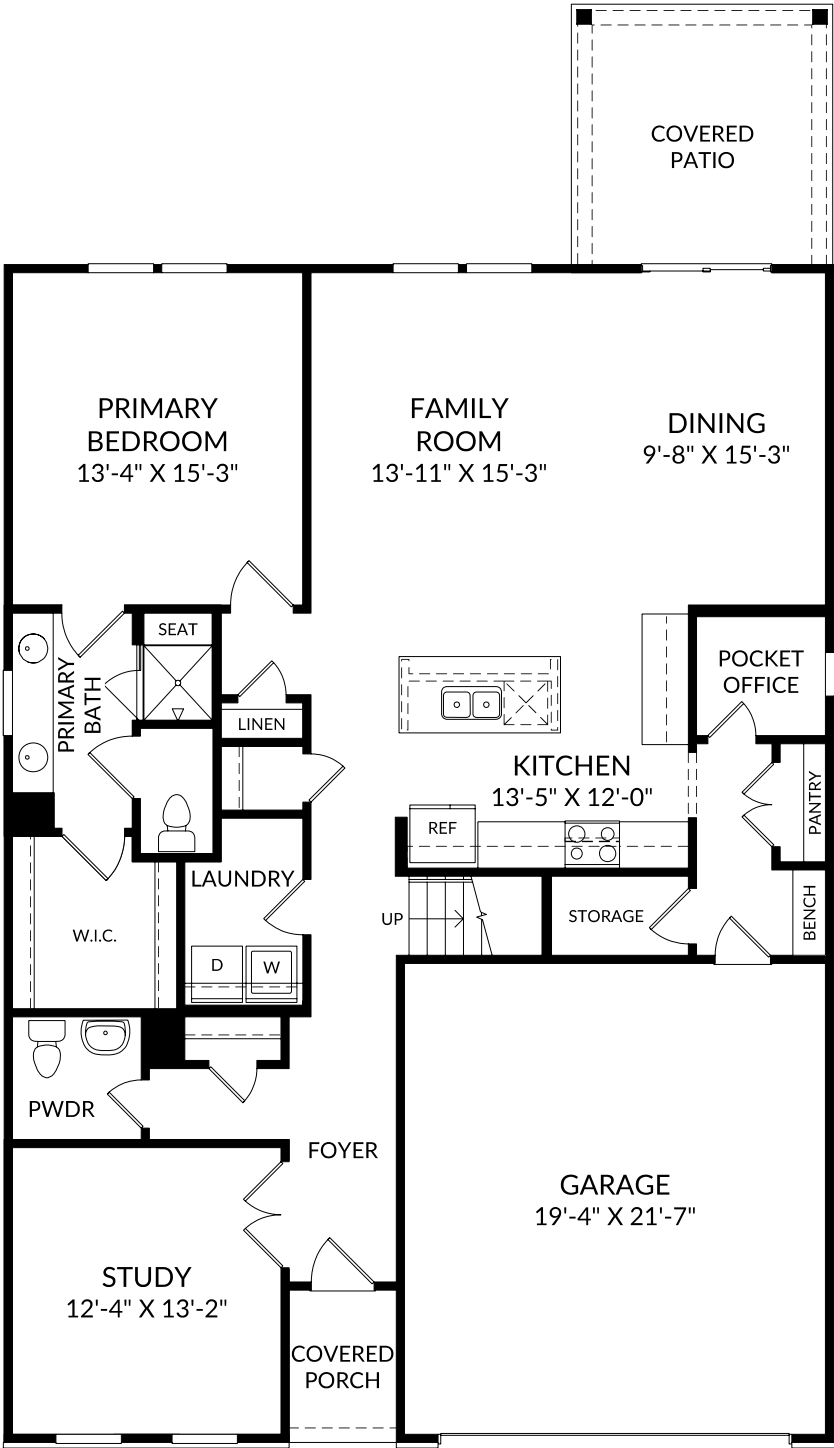 COVERED
PATIO
PRIMARY
BEDROOM
13'-4" X 15'-3"
FAMILY
ROOM
13'-11" X 15'-3"
DINING
9'-8" X 15'-3"
SEAT
PRIMARY
BATH
LINEN
POCKET
OFFICE
KITCHEN
13'-5" X 12'-0"
REF
PANTRY
LAUNDRY
UP
STORAGE
BENCH
W.I.C.
D
W
PWDR
FOYER
GARAGE
19'-4" X 21'-7"
STUDY
12'-4" X 13'-2"
COVERED
PORCH